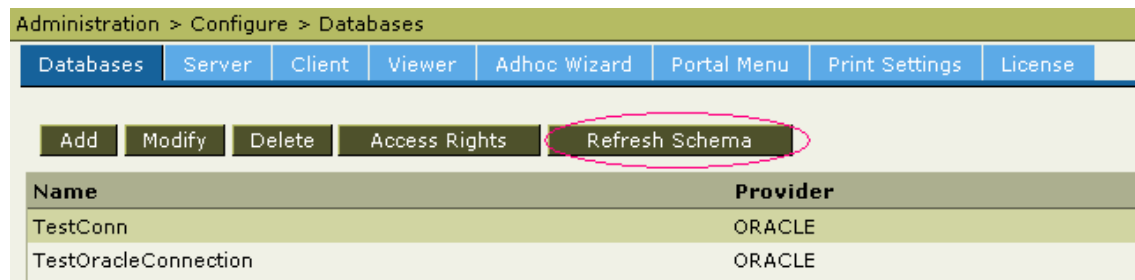 Administration > Configure > Databases
Databases Server Client Viewer Adhoc Wizard Portal Menu Print Settings License
Add Modify Delete Access Rights Refresh Schema
Name Provider
TestConn ORACLE
TestOracleConnection ORACLE